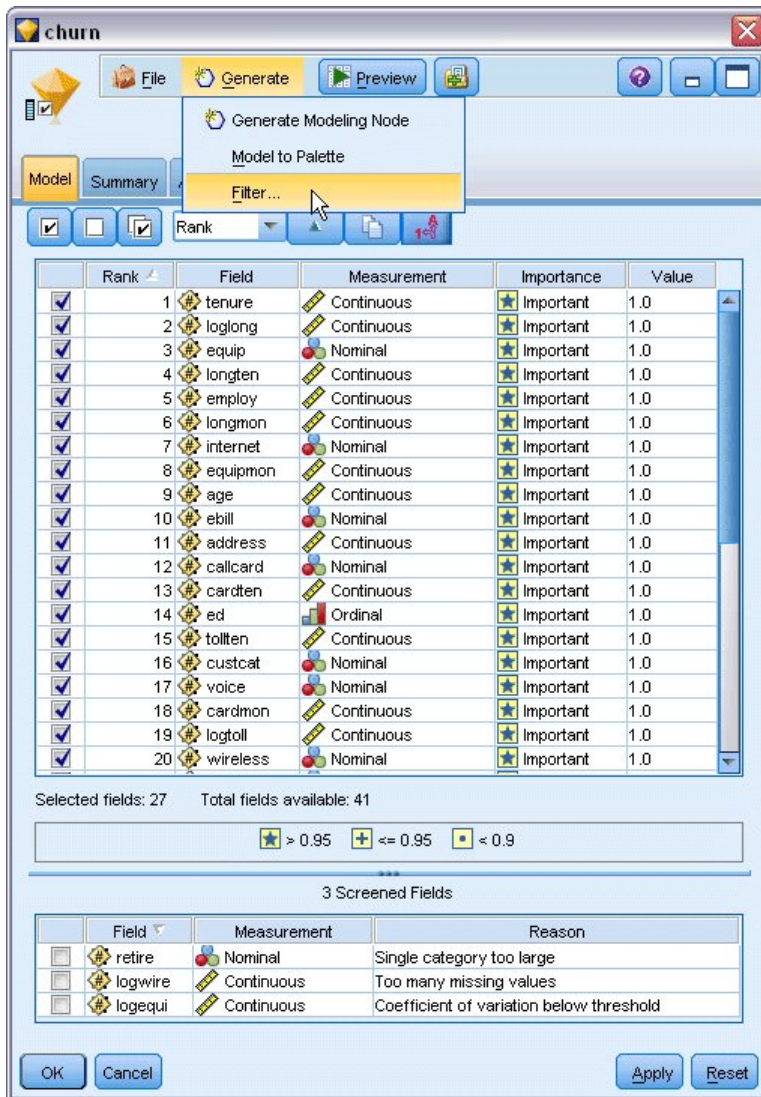 churn
File Generate Preview
Generate Modeling Node
Model to Palette
Filter...
Model Summary A
Rank
Rank Field Measurement Importance Value
1 tenure Continuous Important 1.0
2 loglong Continuous Important 1.0
3 equip Nominal Important 1.0
4 longten Continuous Important 1.0
5 employ Continuous Important 1.0
6 longmon Continuous Important 1.0
7 internet Nominal Important 1.0
8 equipmon Continuous Important 1.0
9 age Continuous Important 1.0
10 ebill Nominal Important 1.0
11 address Continuous Important 1.0
12 callcard Nominal Important 1.0
13 cardten Continuous Important 1.0
14 ed Ordinal Important 1.0
15 tollten Continuous Important 1.0
16 custcat Nominal Important 1.0
17 voice Nominal Important 1.0
18 cardmon Continuous Important 1.0
19 logtoll Continuous Important 1.0
20 wireless Nominal Important 1.0
Selected fields: 27 Total fields available: 41
> 0.95 <= 0.95 < 0.9
3 Screened Fields
Field Measurement Reason
retire Nominal Single category too large
logwire Continuous Too many missing values
logequi Continuous Coefficient of variation below threshold
OK Cancel Apply Reset